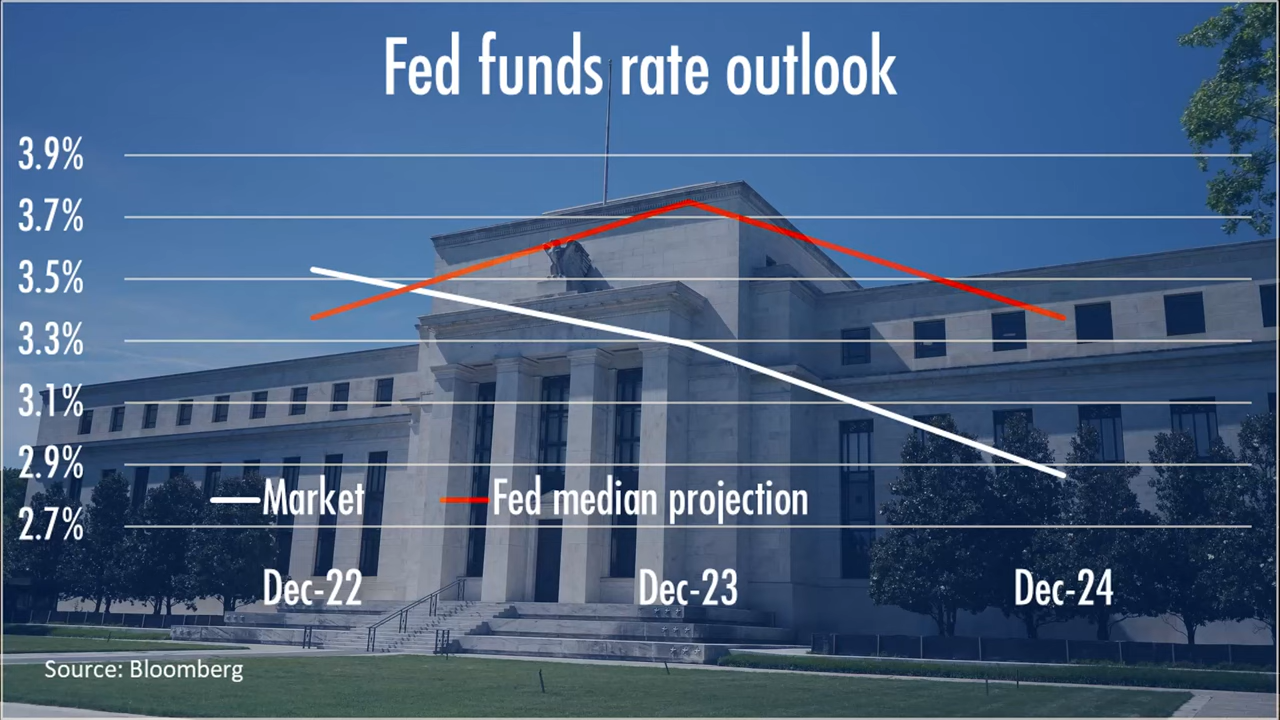 Fed funds rate outlook
3.9%
3.7%
3.5%
3.3%
3.1%
2.9%
Market Fed median projection
2.7%
Dec-22 Dec-23 Dec-24
Source: Bloomberg